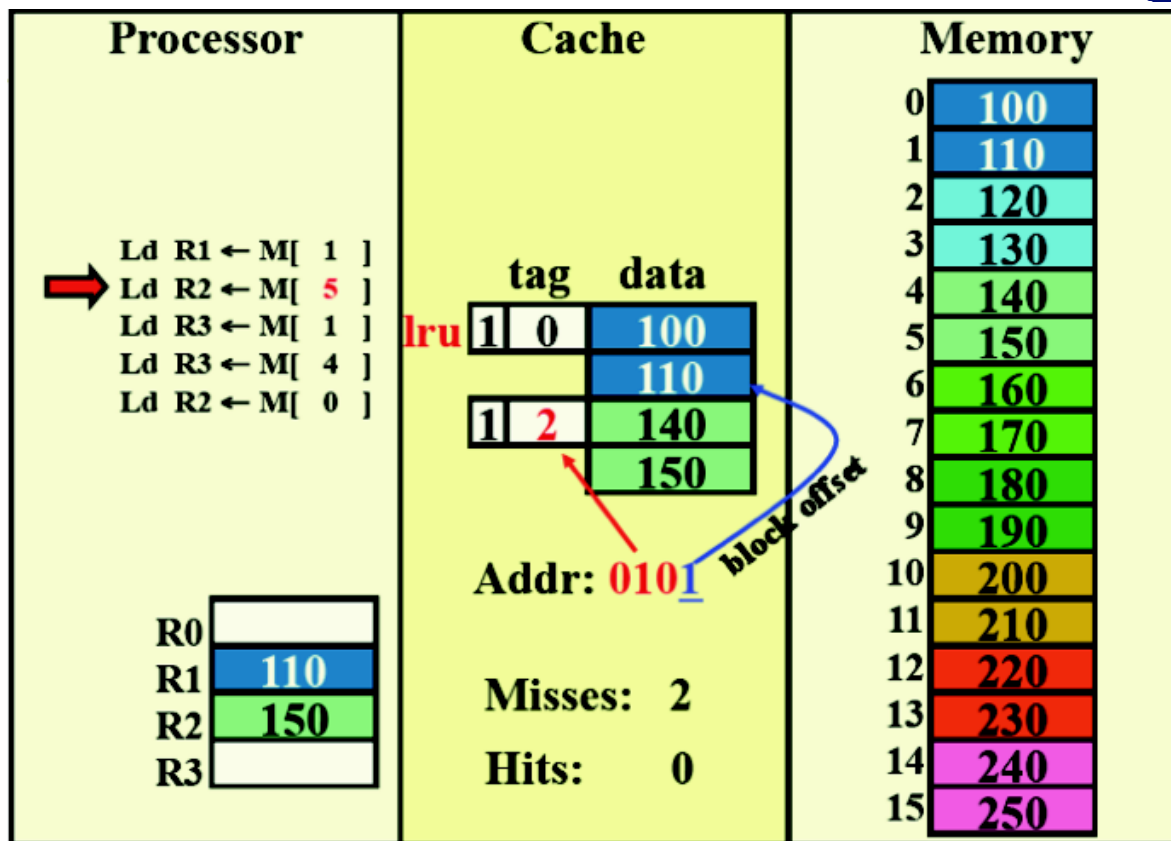 Processor
Ld R1 ← M[ 1 ]
Ld R2 ← M[ 5 ]
Ld R3 ← M[ 1 ]
Ld R3 ← M[ 4 ]
Ld R2 ← M[ 0 ]
R0
R1 110
R2 150
R3
Cache
tag data
lru 1 0 100
110
1 2 140
150
block offset
Addr: 0101
Misses: 2
Hits: 0
Memory
0 100
1 110
2 120
3 130
4 140
5 150
6 160
7 170
8 180
9 190
10 200
11 210
12 220
13 230
14 240
15 250